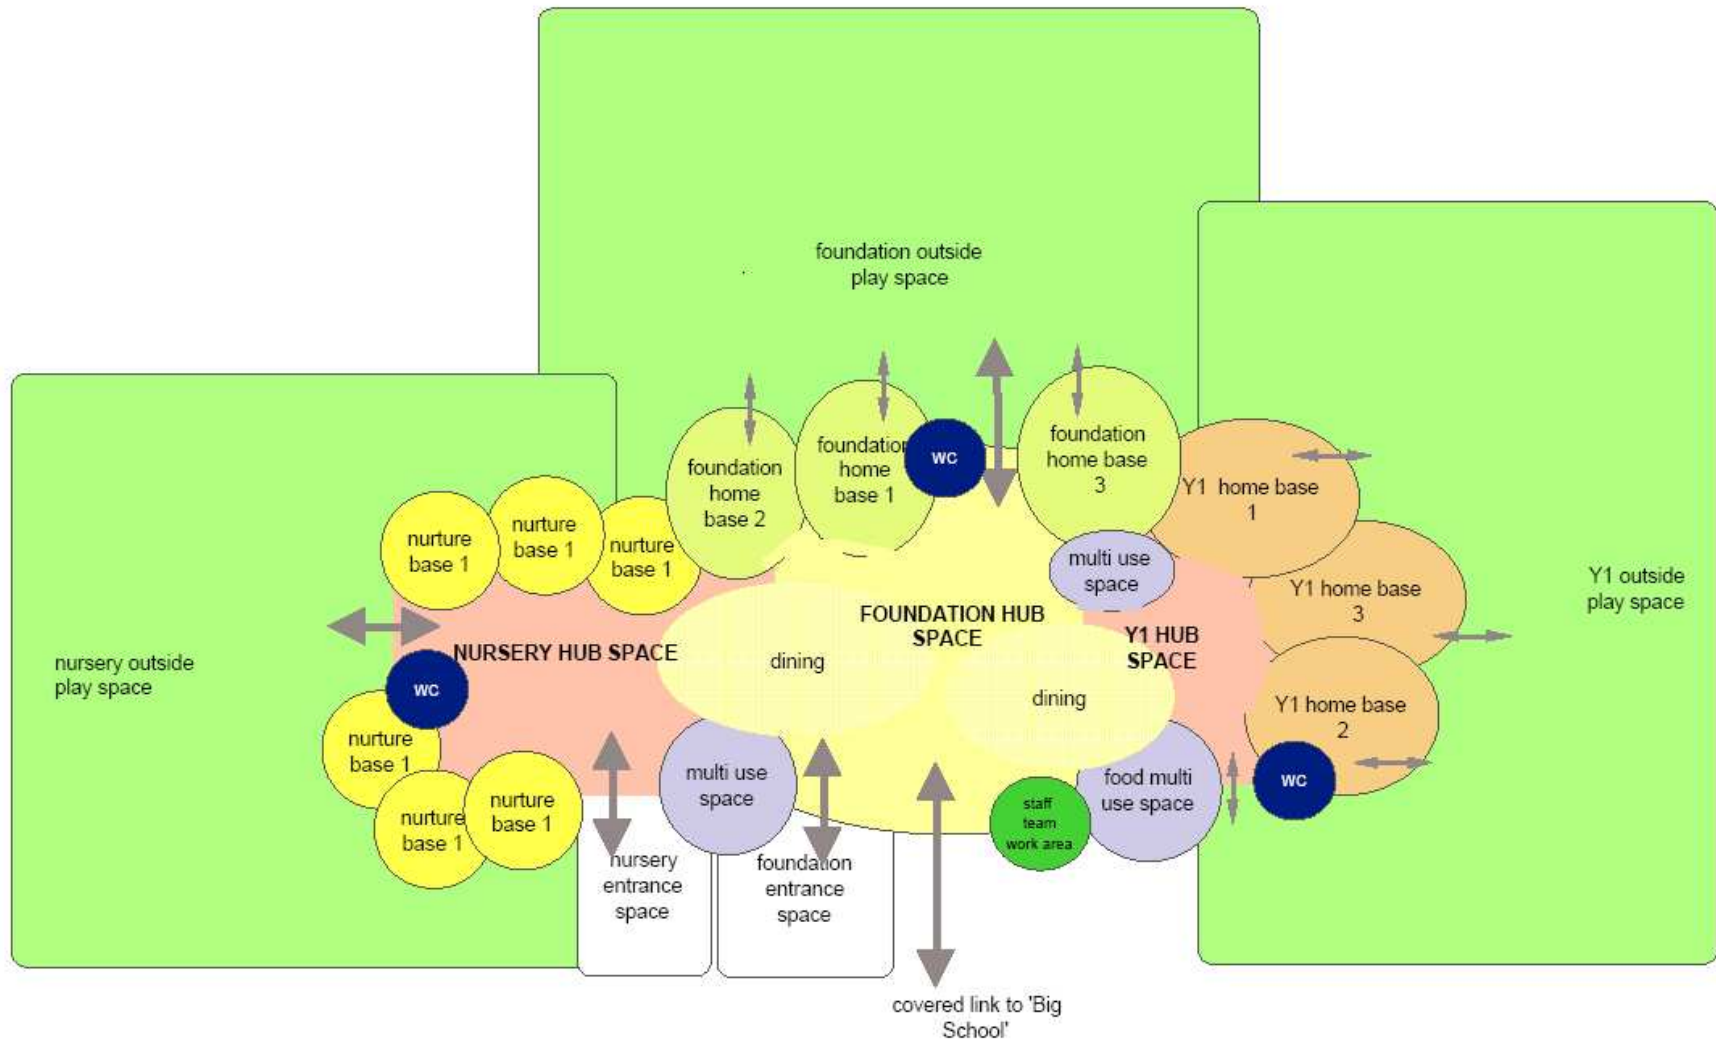 foundation outside
play space
foundation
home
base 2
foundation
home
base 1
WC
foundation
home base
3
Y1 home base
1
nurture
base 1
nurture
base 1
nurture
base 1
multi use
space
Y1 home base
3
Y1 outside
play space
FOUNDATION HUB
SPACE
Y1 HUB
SPACE
NURSERY HUB SPACE
dining
dining
nursery outside
play space
WC
Y1 home base
2
nurture
base 1
nurture
base 1
nurture
base 1
multi use
space
food multi
use space
WC
staff
team
work area
nursery
entrance
space
foundation
entrance
space
covered link to 'Big
School'